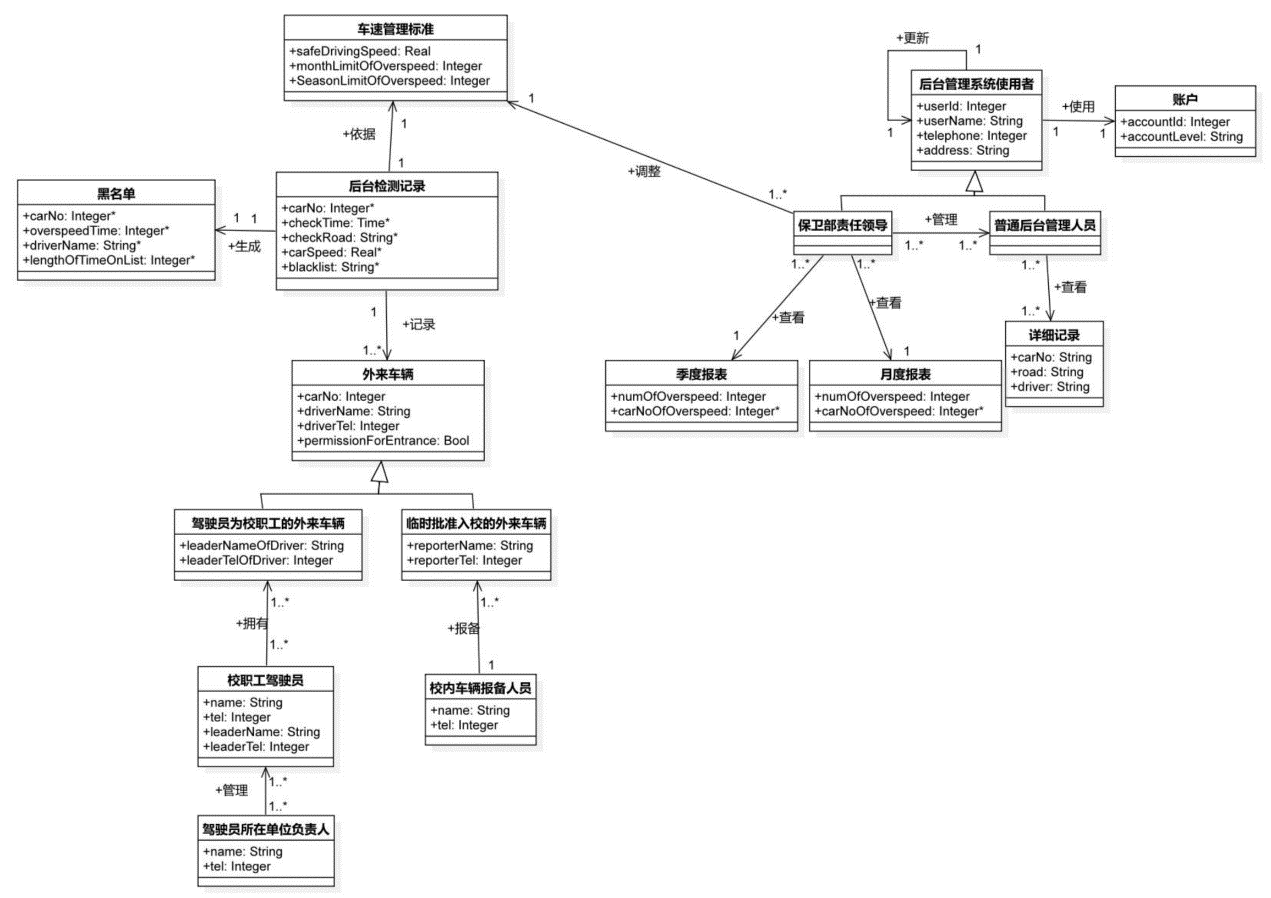 车速管理标准
+safeDrivingSpeed: Real
+monthLimitOfOverspeed: Integer
+SeasonLimitOfOverspeed: Integer
+更新
1
1
后台管理系统使用者
+userId: Integer
+userName: String
+telephone: Integer
+address: String
+使用
1
1
账户
+accountId: Integer
+accountLevel: String
1
+依据
1
1
+调整
1..*
黑名单
+carNo: Integer*
+overspeedTime: Integer*
+driverName: String*
+lengthOfTimeOnList: Integer*
1
1
+生成
后台检测记录
+carNo: Integer*
+checkTime: Time*
+checkRoad: String*
+carSpeed: Real*
+blacklist: String*
保卫部责任领导
+管理
1..*
1..*
普通后台管理人员
1..*
1..*
1..*
+查看
+查看
+查看
1
1
1..*
季度报表
+numOfOverspeed: Integer
+carNoOfOverspeed: Integer*
月度报表
+numOfOverspeed: Integer
+carNoOfOverspeed: Integer*
详细记录
+carNo: String
+road: String
+driver: String
1
+记录
1..*
外来车辆
+carNo: Integer
+driverName: String
+driverTel: Integer
+permissionForEntrance: Bool
驾驶员为校职工的外来车辆
+leaderNameOfDriver: String
+leaderTelOfDriver: Integer
临时批准入校的外来车辆
+reporterName: String
+reporterTel: Integer
1..*
+拥有
1..*
1..*
+报备
1
校职工驾驶员
+name: String
+tel: Integer
+leaderName: String
+leaderTel: Integer
校内车辆报备人员
+name: String
+tel: Integer
1..*
+管理
1..*
驾驶员所在单位负责人
+name: String
+tel: Integer